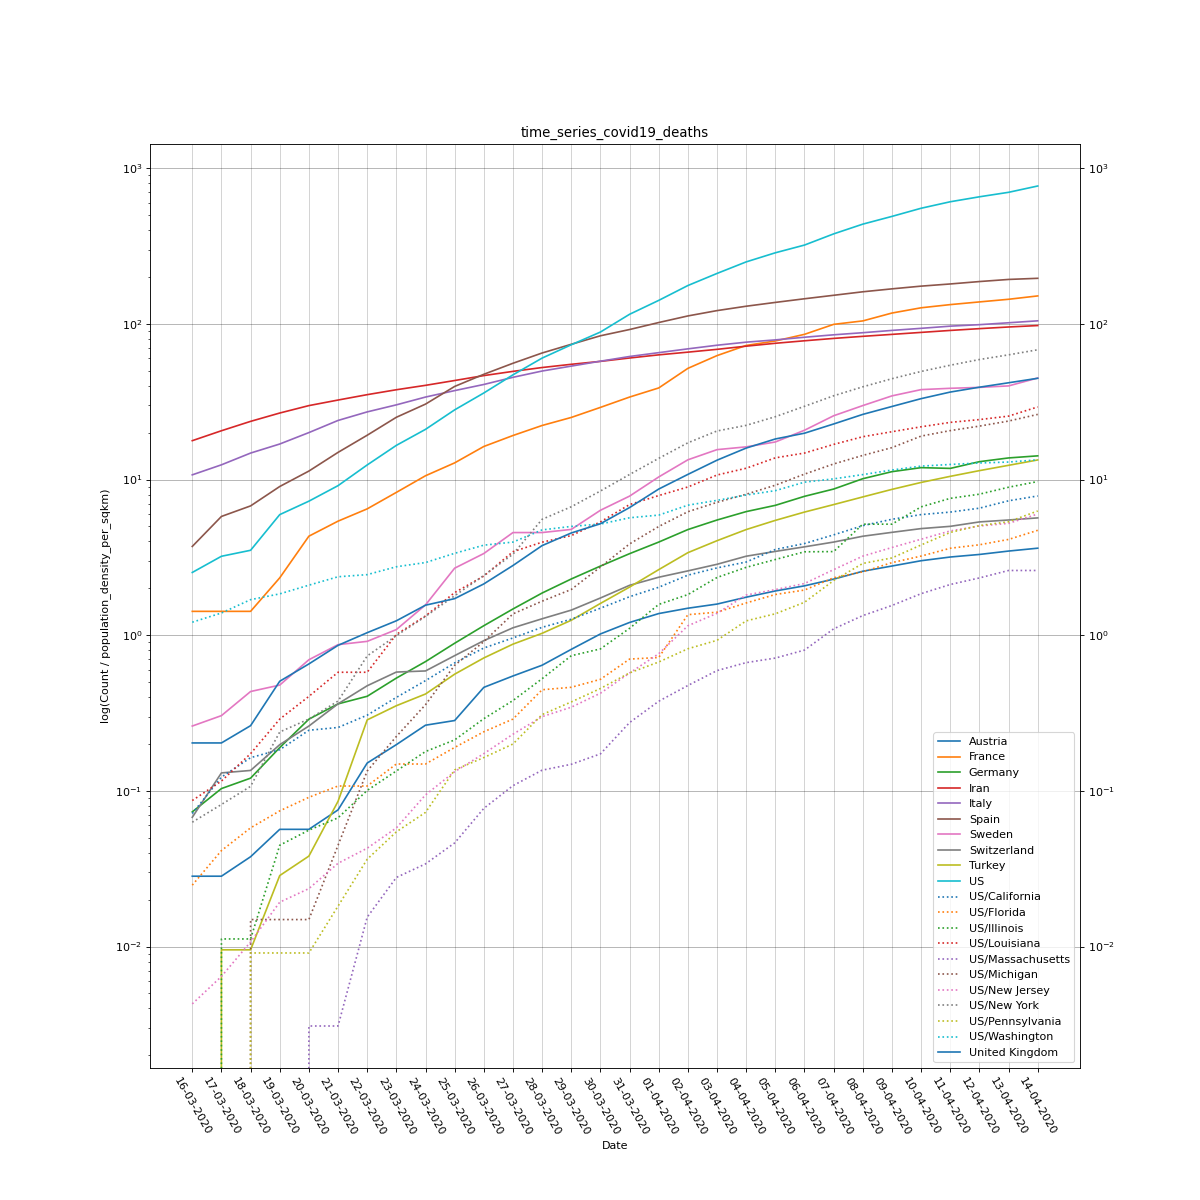 time_series_covid19_deaths
log(Count / population_density_per_sqkm)
10³
10²
10¹
10⁰
10⁻¹
10⁻²
10³
10²
10¹
10⁰
10⁻¹
10⁻²
Austria
France
Germany
Iran
Italy
Spain
Sweden
Switzerland
Turkey
US
US/California
US/Florida
US/Illinois
US/Louisiana
US/Massachusetts
US/Michigan
US/New Jersey
US/New York
US/Pennsylvania
US/Washington
United Kingdom
16-03-2020
17-03-2020
18-03-2020
19-03-2020
20-03-2020
21-03-2020
22-03-2020
23-03-2020
24-03-2020
25-03-2020
26-03-2020
27-03-2020
28-03-2020
29-03-2020
30-03-2020
31-03-2020
01-04-2020
02-04-2020
03-04-2020
04-04-2020
05-04-2020
06-04-2020
07-04-2020
08-04-2020
09-04-2020
10-04-2020
11-04-2020
12-04-2020
13-04-2020
14-04-2020
Date